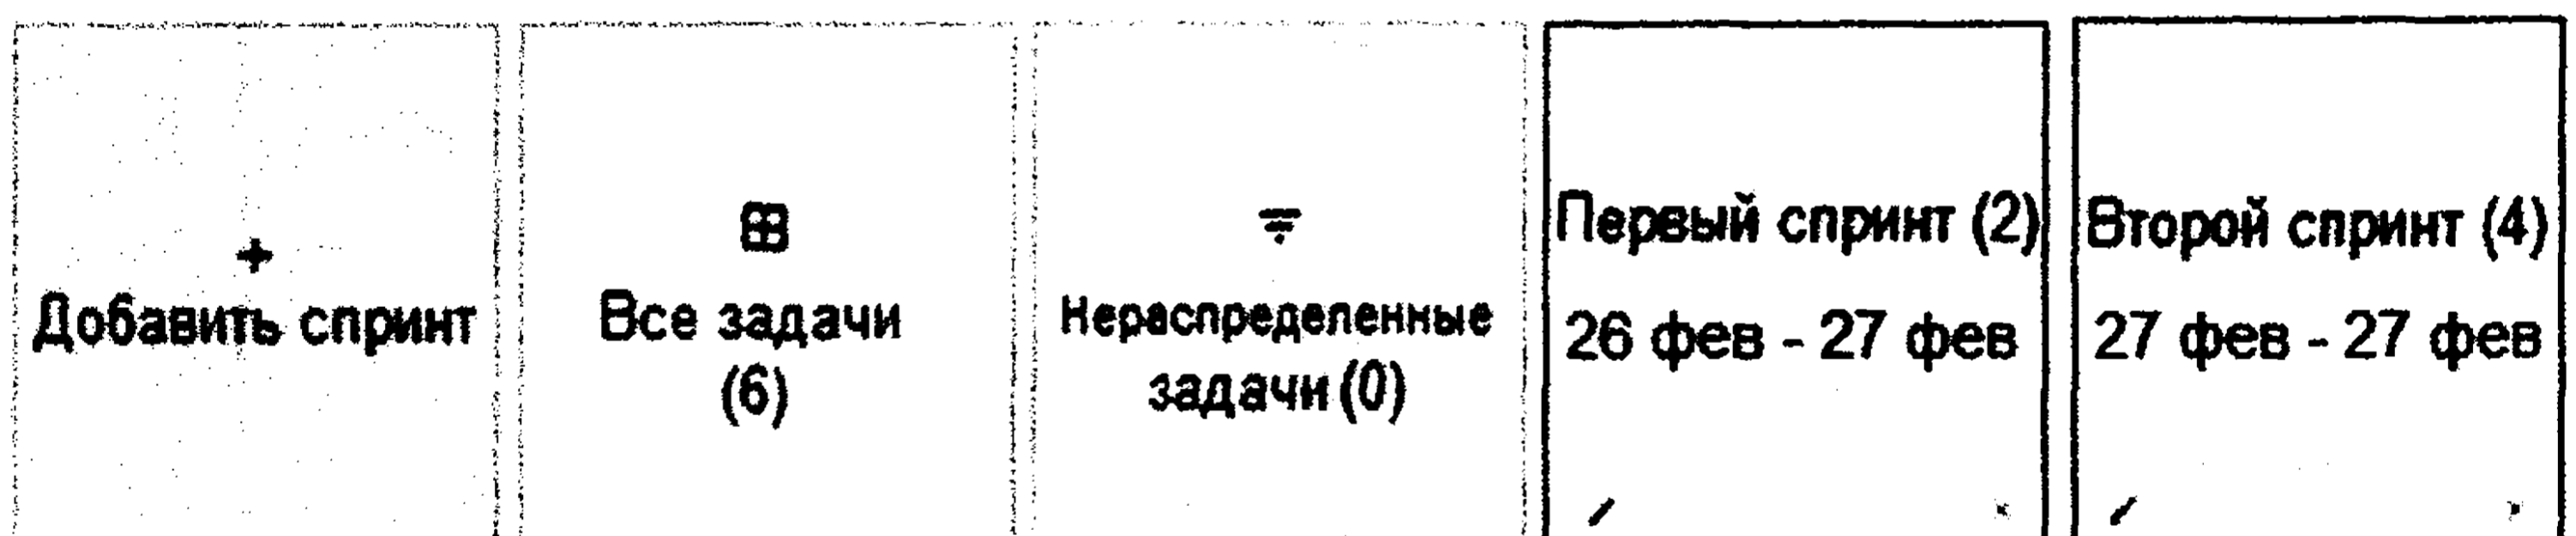 Добавить спринт
Все задачи
(6)
Нераспределенные
задачи (0)
Первый спринт (2)
26 фев - 27 фев
Второй спринт (4)
27 фев - 27 фев